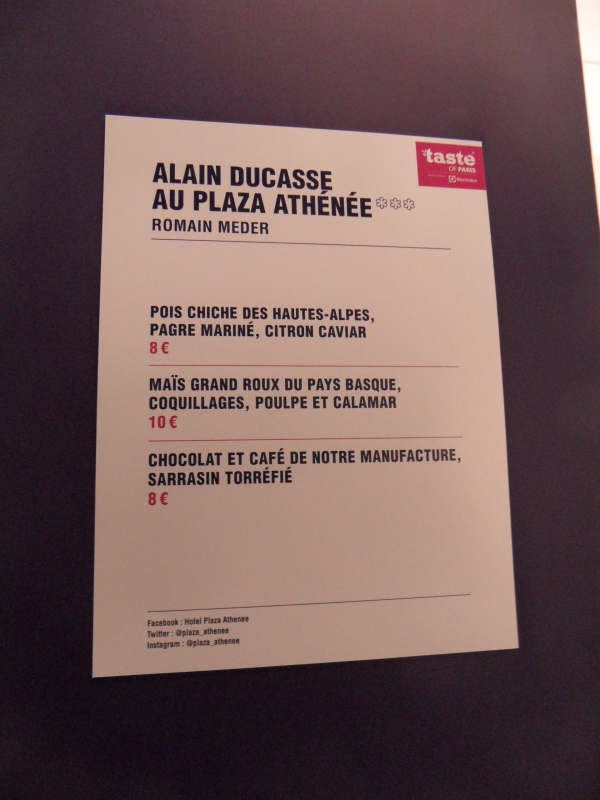 taste
OF PARIS
Electrolux
ALAIN DUCASSE
AU PLAZA ATHÉNÉE
ROMAIN MEDER
POIS CHICHE DES HAUTES-ALPES,
PAGRE MARINÉ, CITRON CAVIAR
8 €
MAÏS GRAND ROUX DU PAYS BASQUE,
COQUILLAGES, POULPE ET CALAMAR
10 €
CHOCOLAT ET CAFÉ DE NOTRE MANUFACTURE,
SARRASIN TORRÉFIÉ
8 €
Facebook : Hotel Plaza Athenee
Twitter : @plaza_athenee
Instagram : @plaza_athenee